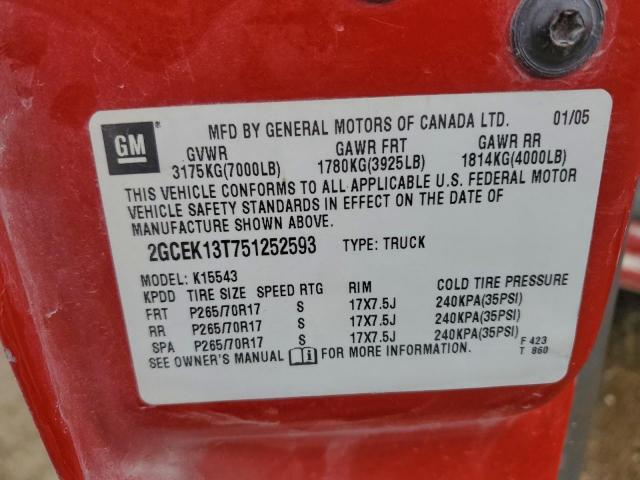 GM
MFD BY GENERAL MOTORS OF CANADA LTD. 01/05
GVWR GAWR FRT GAWR RR
3175KG(7000LB) 1780KG(3925LB) 1814KG(4000LB)
THIS VEHICLE CONFORMS TO ALL APPLICABLE U.S. FEDERAL MOTOR
VEHICLE SAFETY STANDARDS IN EFFECT ON THE DATE OF
MANUFACTURE SHOWN ABOVE.
2GCEK13T751252593 TYPE: TRUCK
MODEL: K15543
KPDD TIRE SIZE SPEED RTG RIM COLD TIRE PRESSURE
FRT P265/70R17 S 17X7.5J 240KPA(35PSI)
RR P265/70R17 S 17X7.5J 240KPA(35PSI)
SPA P265/70R17 S 17X7.5J 240KPA(35PSI)
SEE OWNER'S MANUAL FOR MORE INFORMATION.
F 423
T 860